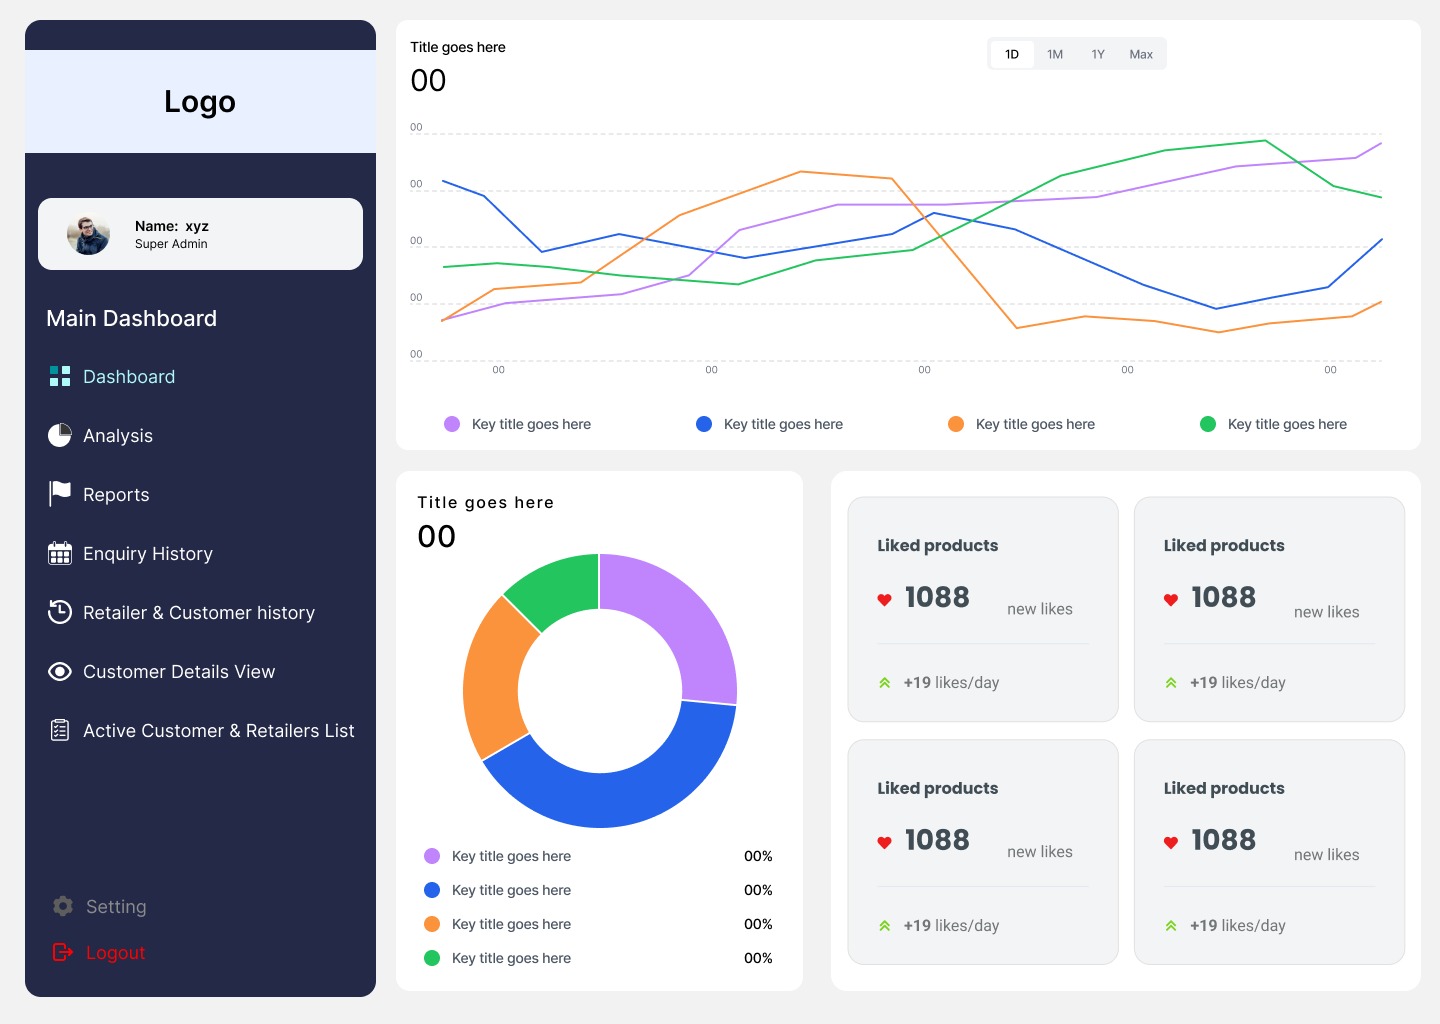 Logo
Name:  xyz
Super Admin
Main Dashboard
Dashboard
Analysis
Reports
Enquiry History
Retailer & Customer history
Customer Details View
Active Customer & Retailers List
Setting
Logout
Title goes here
00
1D 1M 1Y Max
00
00
00
00
00
00 00 00 00 00
Key title goes here Key title goes here Key title goes here Key title goes here
Title goes here
00
Key title goes here 00%
Key title goes here 00%
Key title goes here 00%
Key title goes here 00%
Liked products
1088 new likes
+19 likes/day
Liked products
1088 new likes
+19 likes/day
Liked products
1088 new likes
+19 likes/day
Liked products
1088 new likes
+19 likes/day